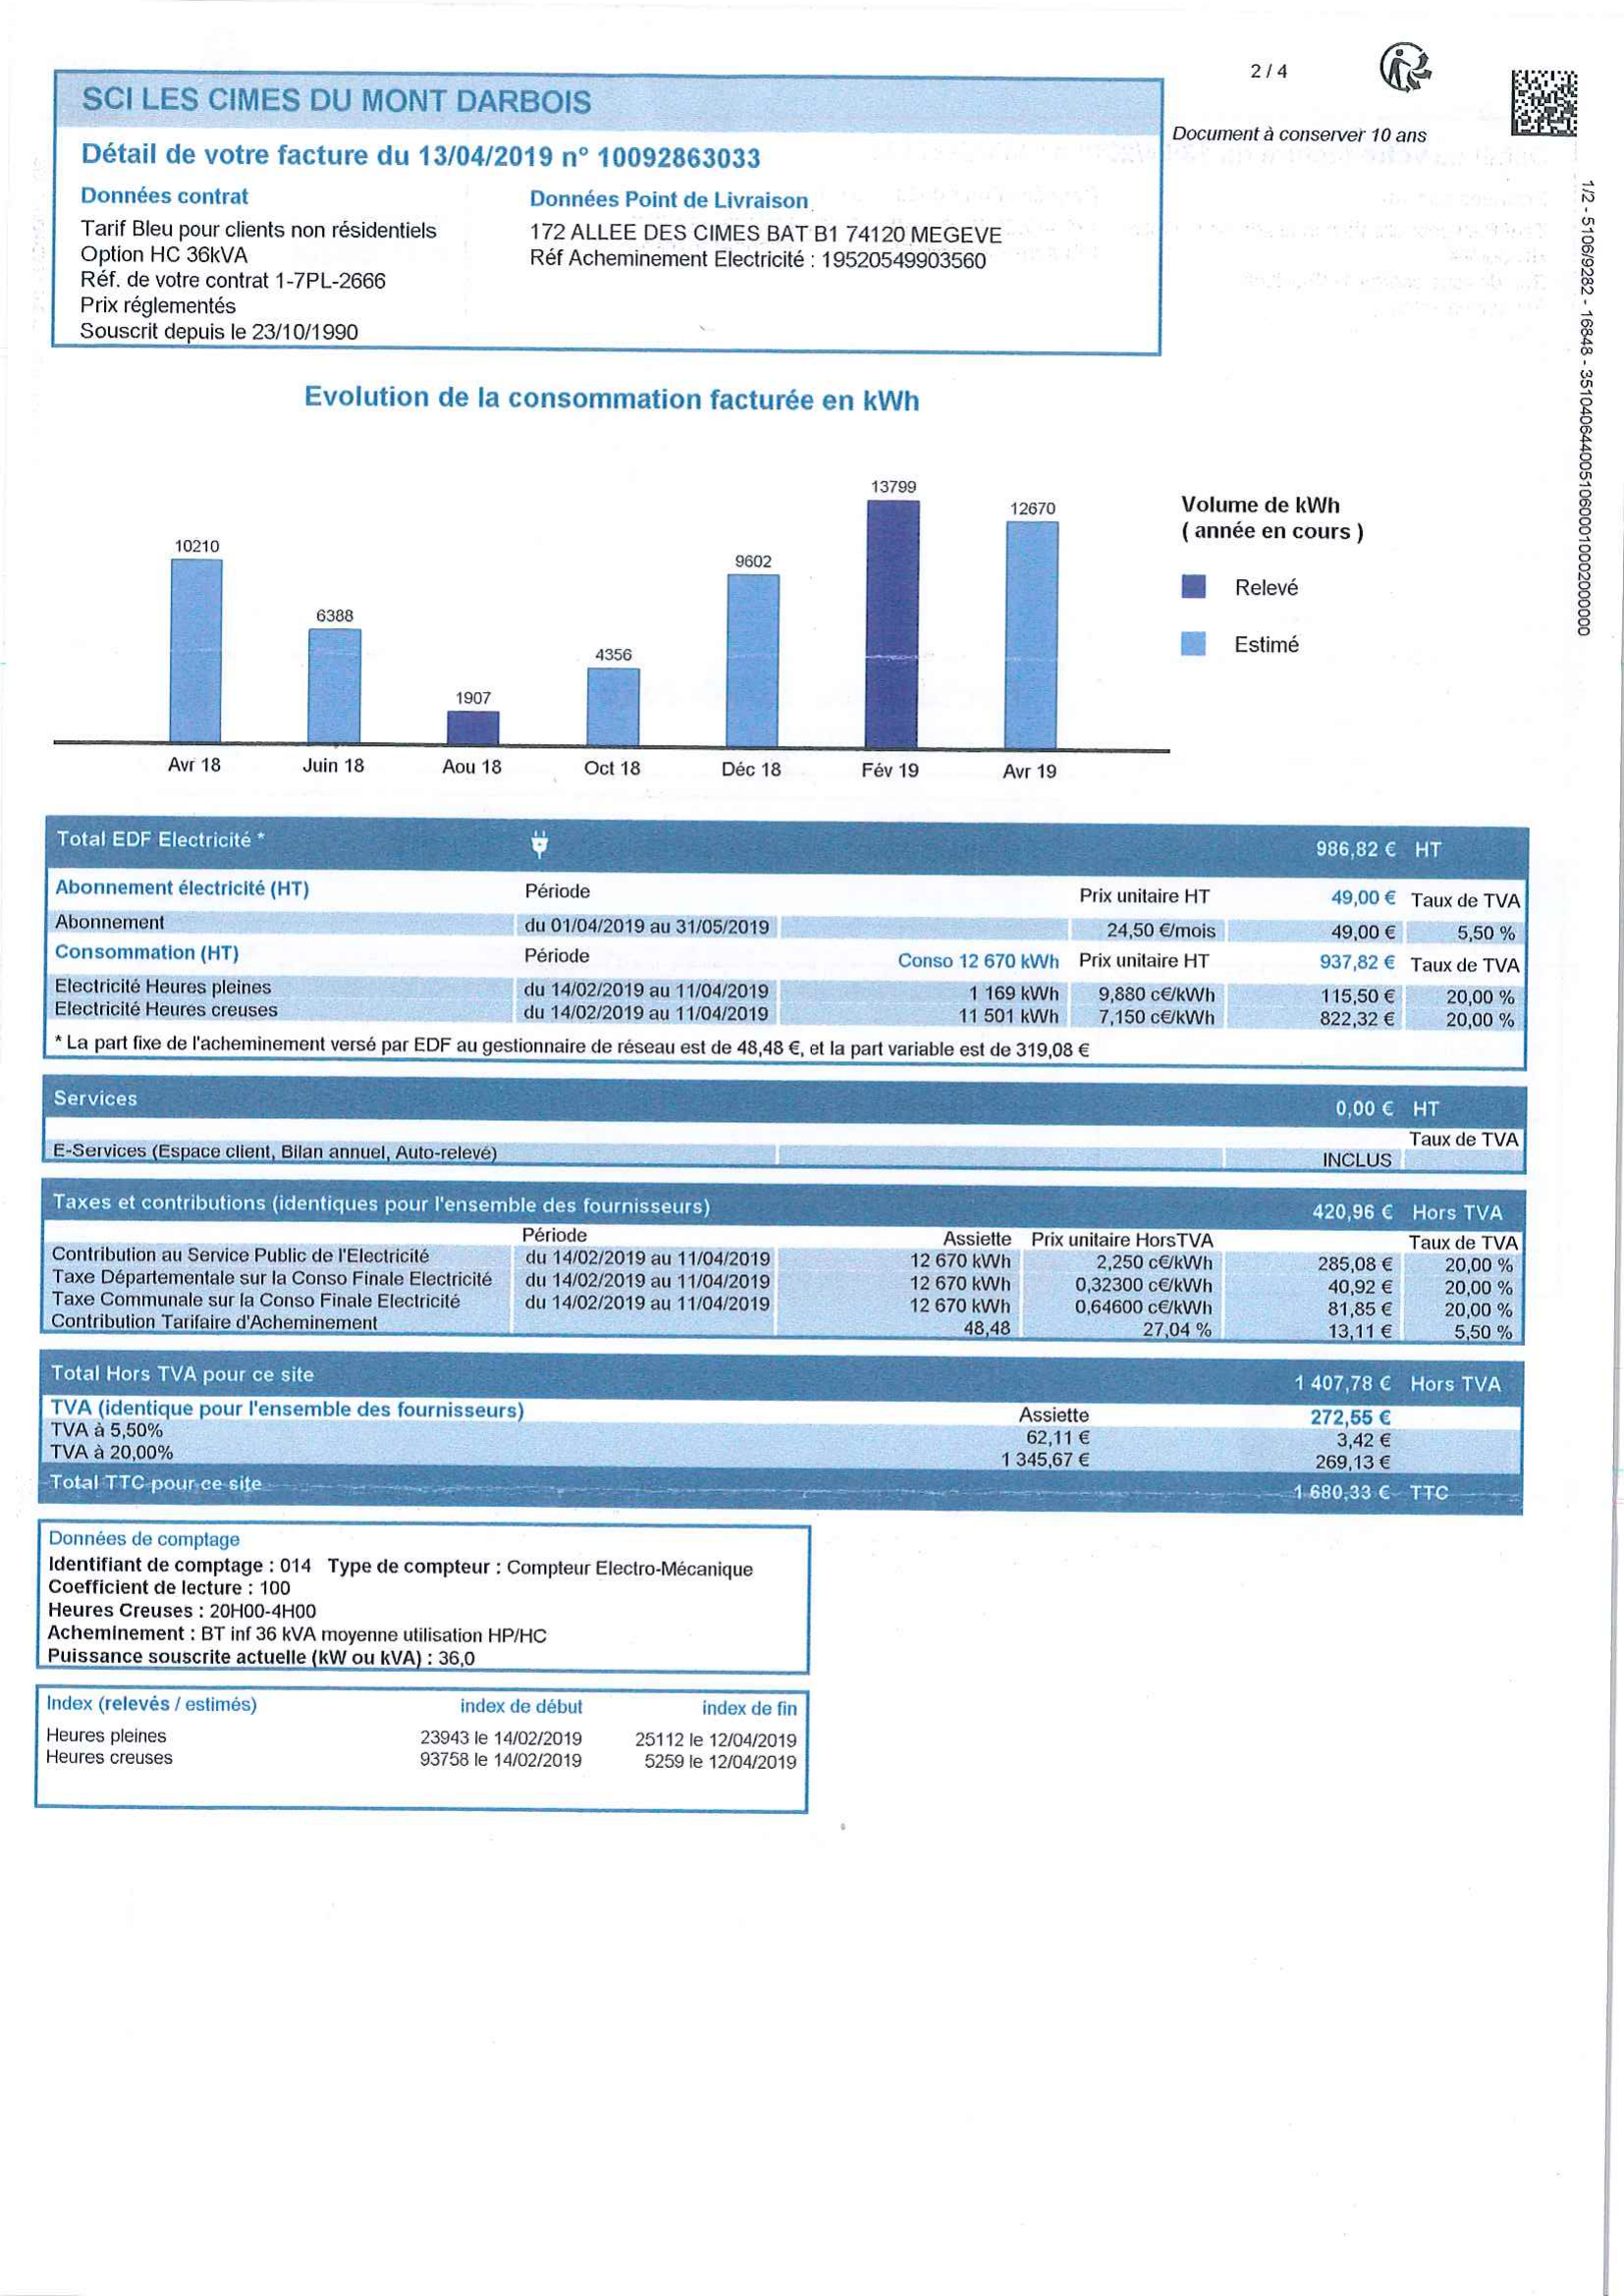 2 / 4
SCI LES CIMES DU MONT DARBOIS
Document à conserver 10 ans
Détail de votre facture du 13/04/2019 n° 10092863033
Données contrat
Tarif Bleu pour clients non résidentiels
Option HC 36kVA
Réf. de votre contrat 1-7PL-2666
Prix réglementés
Souscrit depuis le 23/10/1990
Données Point de Livraison
172 ALLEE DES CIMES BAT B1 74120 MEGEVE
Réf Acheminement Electricité : 19520549903560
1/2 - 5106/9282 - 16848 - 351040644005106000100020000000
Evolution de la consommation facturée en kWh
10210
6388
1907
4356
9602
13799
12670
Avr 18 Juin 18 Aou 18 Oct 18 Déc 18 Fév 19 Avr 19
Volume de kWh
( année en cours )
Relevé
Estimé
Total EDF Electricité * 986,82 € HT
Abonnement électricité (HT) Période Prix unitaire HT 49,00 € Taux de TVA
Abonnement du 01/04/2019 au 31/05/2019 24,50 €/mois 49,00 € 5,50 %
Consommation (HT) Période Conso 12 670 kWh Prix unitaire HT 937,82 € Taux de TVA
Electricité Heures pleines du 14/02/2019 au 11/04/2019 1 169 kWh 9,880 c€/kWh 115,50 € 20,00 %
Electricité Heures creuses du 14/02/2019 au 11/04/2019 11 501 kWh 7,150 c€/kWh 822,32 € 20,00 %
* La part fixe de l'acheminement versé par EDF au gestionnaire de réseau est de 48,48 €, et la part variable est de 319,08 €
Services 0,00 € HT
Taux de TVA
E-Services (Espace client, Bilan annuel, Auto-relevé) INCLUS
Taxes et contributions (identiques pour l'ensemble des fournisseurs) 420,96 € Hors TVA
Période Assiette Prix unitaire HorsTVA Taux de TVA
Contribution au Service Public de l'Electricité du 14/02/2019 au 11/04/2019 12 670 kWh 2,250 c€/kWh 285,08 € 20,00 %
Taxe Départementale sur la Conso Finale Electricité du 14/02/2019 au 11/04/2019 12 670 kWh 0,32300 c€/kWh 40,92 € 20,00 %
Taxe Communale sur la Conso Finale Electricité du 14/02/2019 au 11/04/2019 12 670 kWh 0,64600 c€/kWh 81,85 € 20,00 %
Contribution Tarifaire d'Acheminement 48,48 27,04 % 13,11 € 5,50 %
Total Hors TVA pour ce site 1 407,78 € Hors TVA
TVA (identique pour l'ensemble des fournisseurs) Assiette 272,55 €
TVA à 5,50% 62,11 € 3,42 €
TVA à 20,00% 1 345,67 € 269,13 €
Total TTC pour ce site 1 680,33 € TTC
Données de comptage
Identifiant de comptage : 014 Type de compteur : Compteur Electro-Mécanique
Coefficient de lecture : 100
Heures Creuses : 20H00-4H00
Acheminement : BT inf 36 kVA moyenne utilisation HP/HC
Puissance souscrite actuelle (kW ou kVA) : 36,0
Index (relevés / estimés) index de début index de fin
Heures pleines 23943 le 14/02/2019 25112 le 12/04/2019
Heures creuses 93758 le 14/02/2019 5259 le 12/04/2019